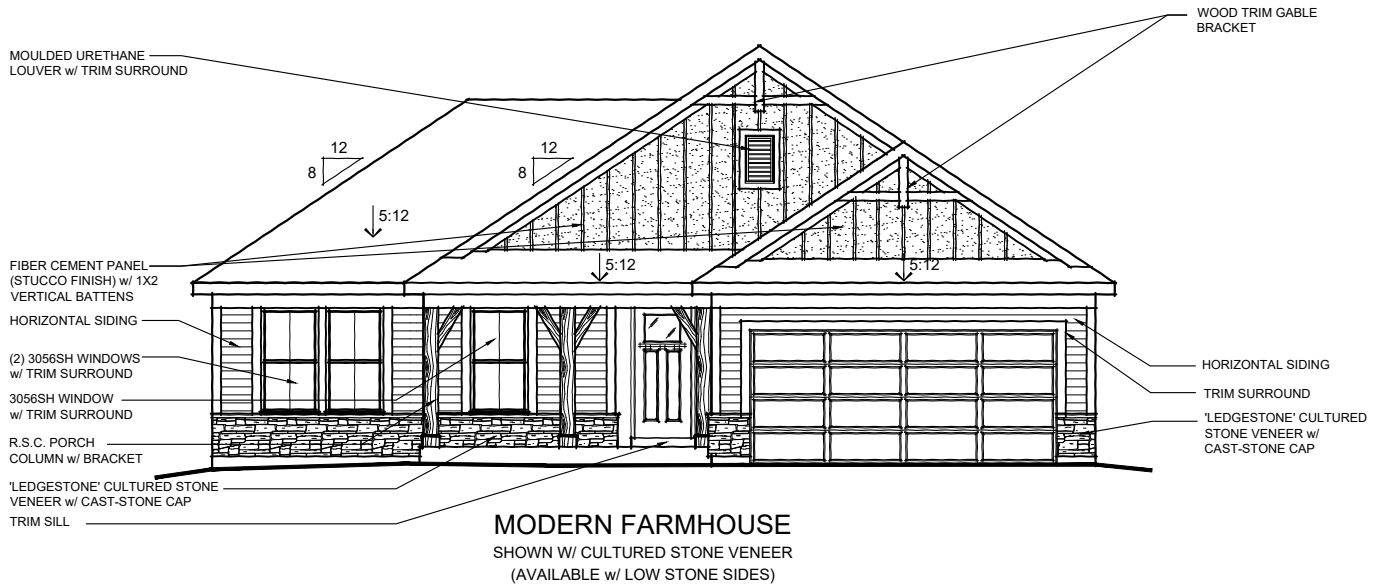 WOOD TRIM GABLE
BRACKET
MOULDED URETHANE
LOUVER w/ TRIM SURROUND
12
8
12
8
5:12
5:12
5:12
FIBER CEMENT PANEL
(STUCCO FINISH) w/ 1X2
VERTICAL BATTENS
HORIZONTAL SIDING
(2) 3056SH WINDOWS
w/ TRIM SURROUND
3056SH WINDOW
w/ TRIM SURROUND
R.S.C. PORCH
COLUMN w/ BRACKET
'LEDGESTONE' CULTURED STONE
VENEER w/ CAST-STONE CAP
TRIM SILL
HORIZONTAL SIDING
TRIM SURROUND
'LEDGESTONE' CULTURED
STONE VENEER w/
CAST-STONE CAP
MODERN FARMHOUSE
SHOWN W/ CULTURED STONE VENEER
(AVAILABLE w/ LOW STONE SIDES)